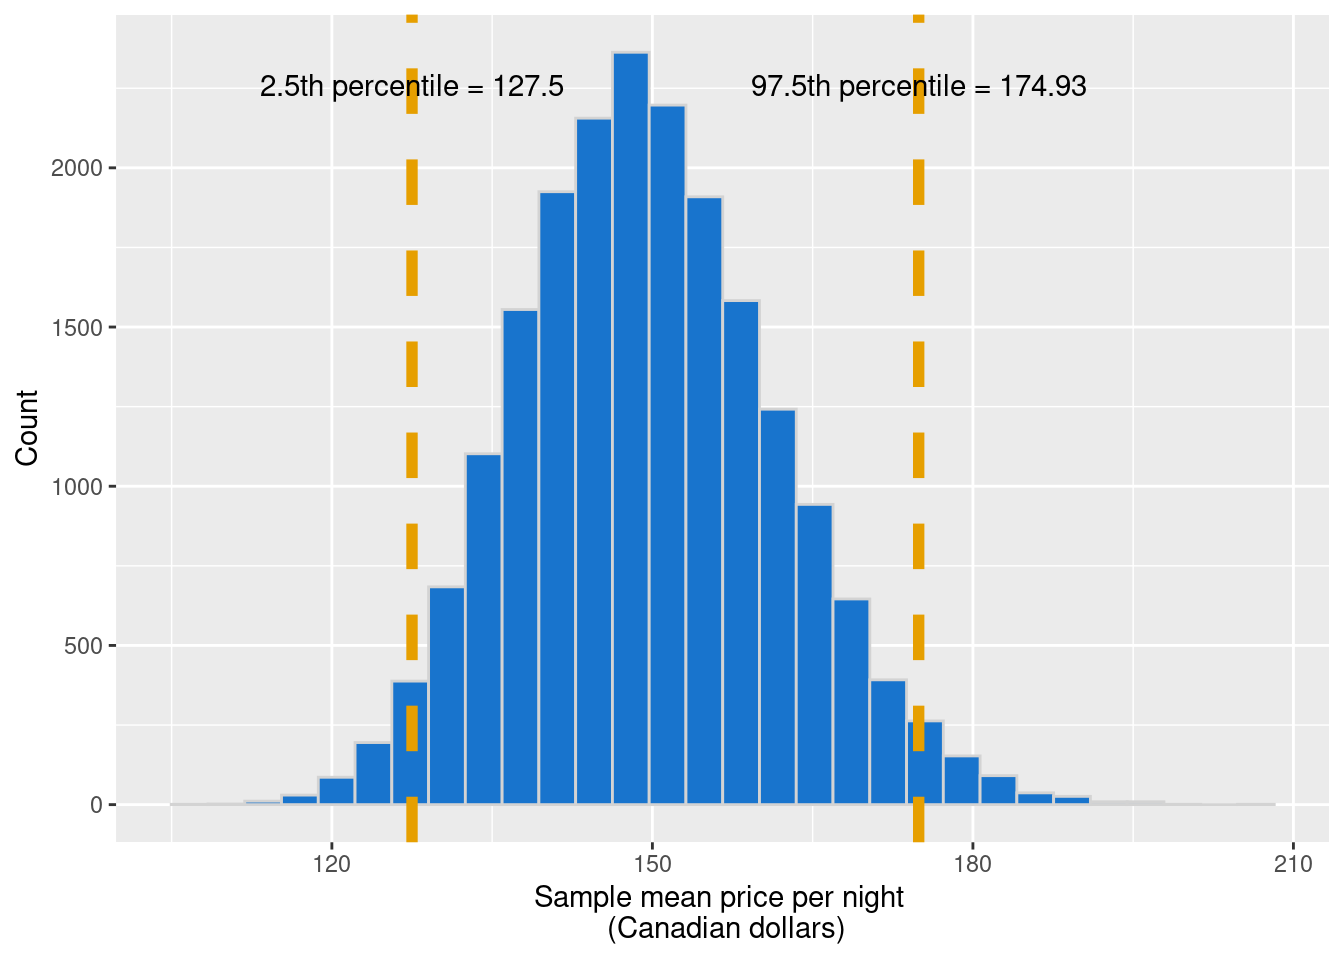 2.5th percentile = 127.5
97.5th percentile = 174.93
2000
1500
1000
500
0
Count
120
150
180
210
Sample mean price per night
(Canadian dollars)